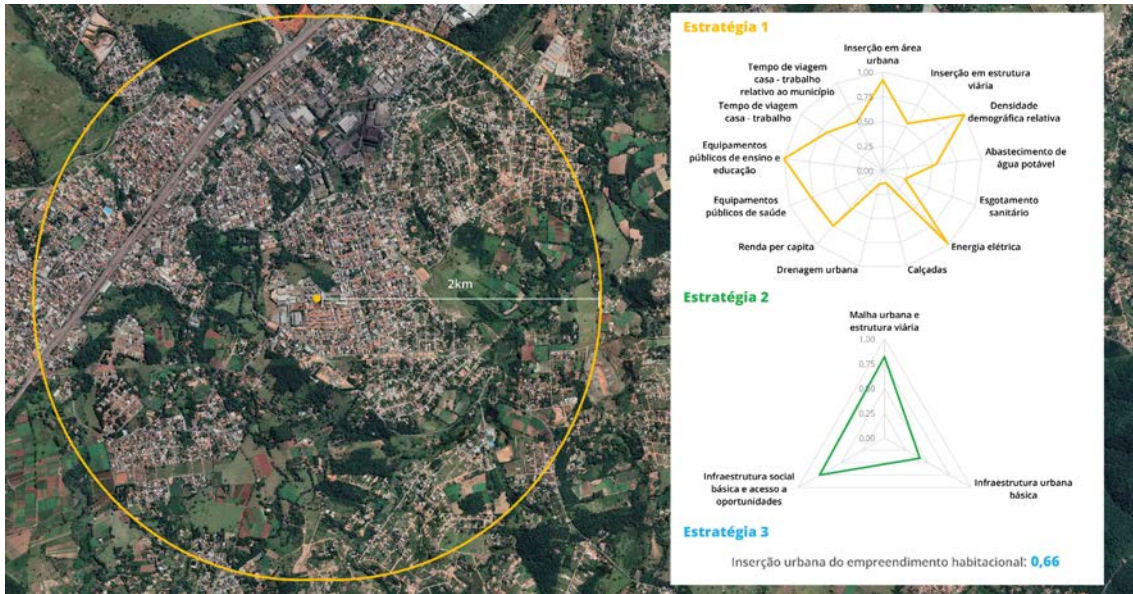 Estratégia 1
Inserção em área
urbana
1,00
Tempo de viagem
casa - trabalho
relativo ao município
Inserção em estrutura
viária
0,75
Tempo de viagem
casa - trabalho
Densidade
demográfica relativa
0,50
Equipamentos
públicos de ensino e
educação
Abastecimento de
água potável
0,25
0,00
Equipamentos
públicos de saúde
Esgotamento
sanitário
Renda per capita
Energia elétrica
Drenagem urbana
Calçadas
2km
Estratégia 2
Malha urbana e
estrutura viária
1,00
0,75
0,50
0,25
0,00
Infraestrutura social
básica e acesso a
oportunidades
Infraestrutura urbana
básica
Estratégia 3
Inserção urbana do empreendimento habitacional: 0,66